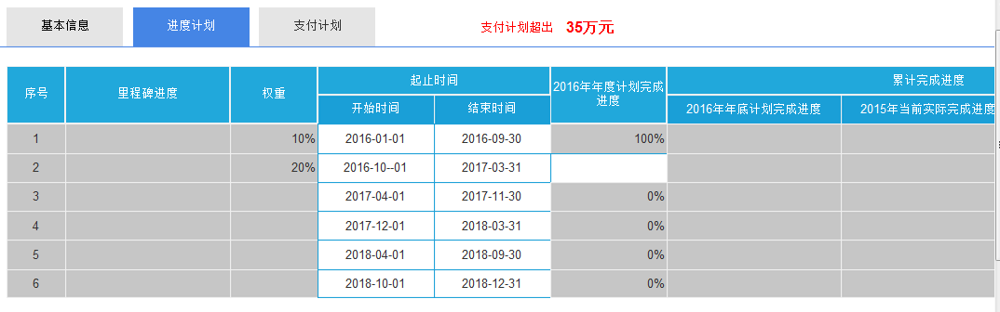 基本信息 进度计划 支付计划 支付计划超出 35万元
序号 里程碑进度 权重 起止时间 2016年年度计划完成进度 累计完成进度
开始时间 结束时间 2016年年底计划完成进度 2015年当前实际完成进度
1 10% 2016-01-01 2016-09-30 100%
2 20% 2016-10--01 2017-03-31
3 2017-04-01 2017-11-30 0%
4 2017-12-01 2018-03-31 0%
5 2018-04-01 2018-09-30 0%
6 2018-10-01 2018-12-31 0%